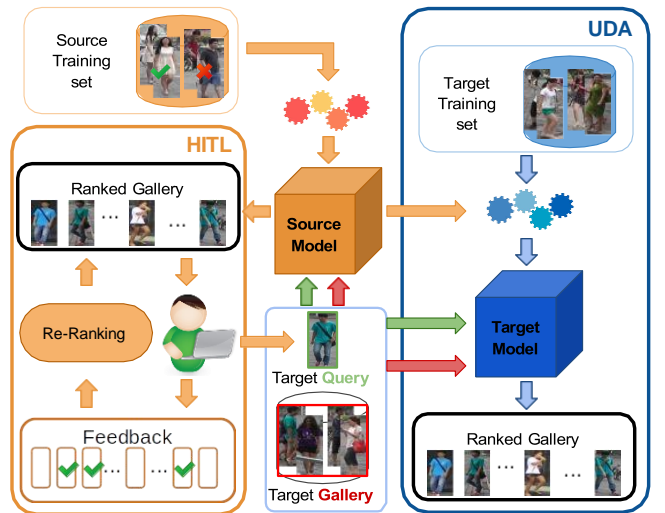 UDA
Source
Training
set
Target
Training
set
HITL
Ranked Gallery
... ...
Source
Model
Re-Ranking
Target
Model
Target Query
Feedback
... ...
Target Gallery
Ranked Gallery
... ...